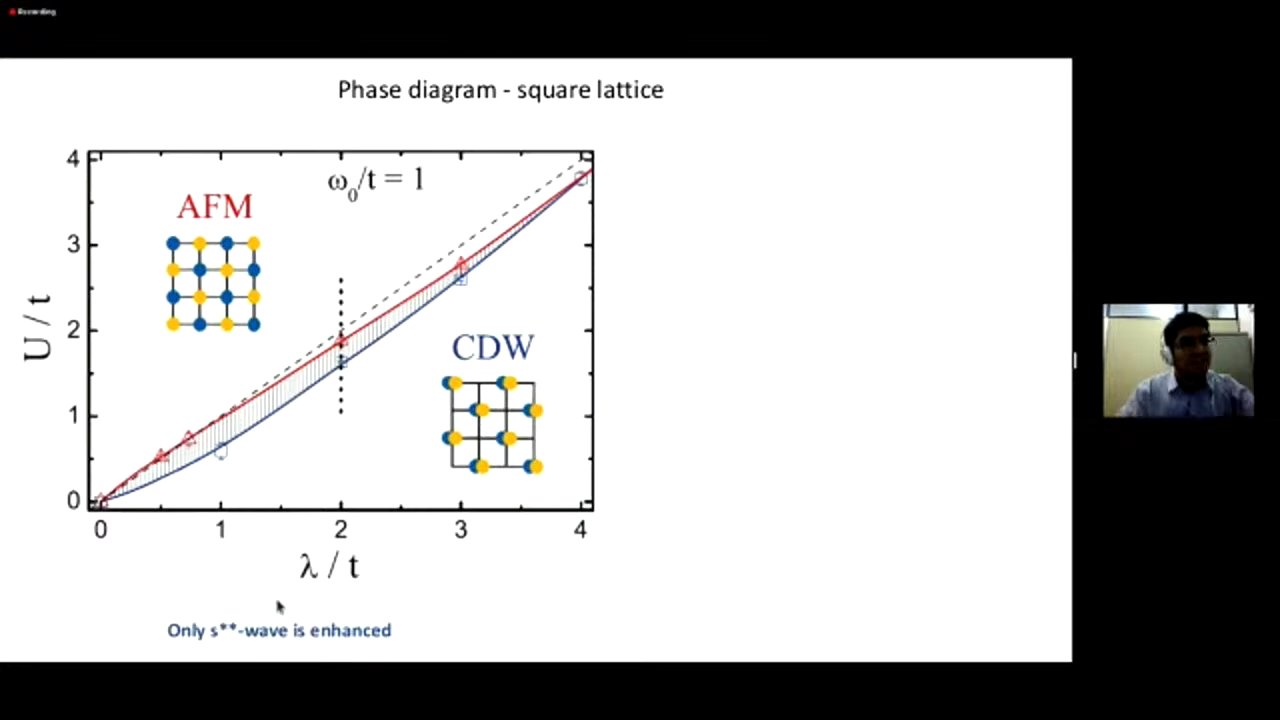 Recording
Phase diagram - square lattice
4
ω₀/t = 1
AFM
3
U / t
2
CDW
1
0
0 1 2 3 4
λ / t
Only s**-wave is enhanced